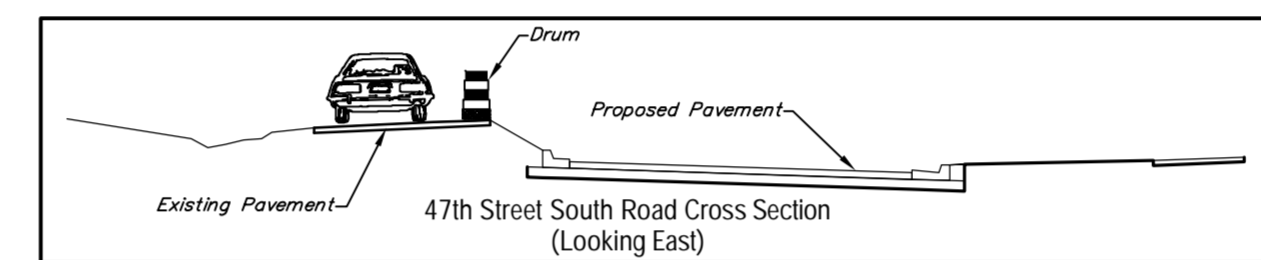 Drum
Proposed Pavement
Existing Pavement
47th Street South Road Cross Section
(Looking East)